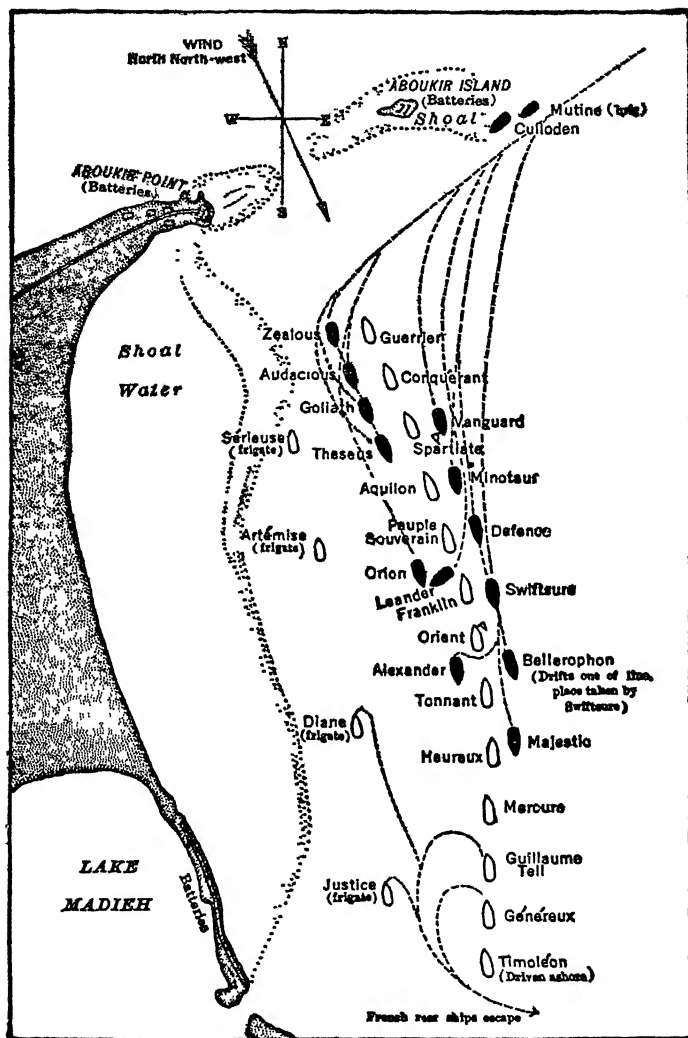 WIND
North North-west
N
W
E
S
ABOUKIR ISLAND
(Batteries)
Shoal
Mutine (brig)
Culloden
ABOUKIR POINT
(Batteries)
Shoal
Water
Zealous
Guerrier
Audacious
Conquérant
Goliath
Vanguard
Sérieuse
(frigate)
Theseus
Spartiate
Aquilon
Minotaur
Artémise
(frigate)
Peuple
Souverain
Defence
Orion
Leander
Franklin
Swiftsure
Orient
Alexander
Bellerophon
(Drifts out of line,
place taken by
Swiftsure)
Tonnant
Diane
(frigate)
Heureux
Majestic
Mercure
LAKE
MADIEH
Batteries
Guillaume
Tell
Justice
(frigate)
Généreux
Timoléon
(Driven ashore)
French rear ships escape